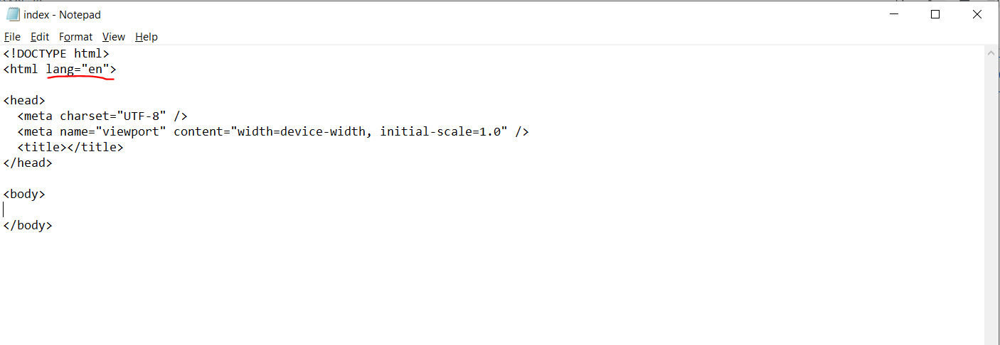 index - Notepad
File Edit Format View Help
<!DOCTYPE html>
<html lang="en">
<head>
<meta charset="UTF-8" />
<meta name="viewport" content="width=device-width, initial-scale=1.0" />
<title></title>
</head>
<body>
</body>